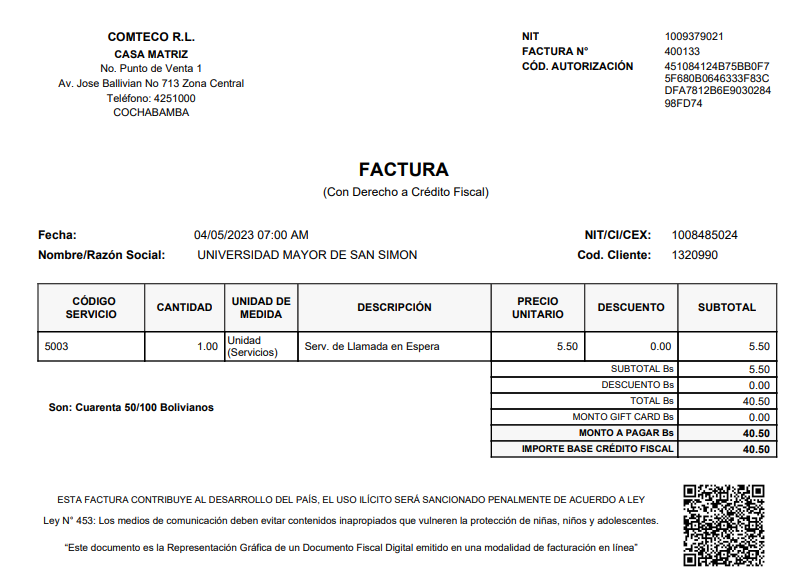 COMTECO R.L.
CASA MATRIZ
No. Punto de Venta 1
Av. Jose Ballivian No 713 Zona Central
Teléfono: 4251000
COCHABAMBA
NIT 1009379021
FACTURA N° 400133
CÓD. AUTORIZACIÓN 451084124B75BB0F7
5F680B0646333F83C
DFA7812B6E9030284
98FD74
FACTURA
(Con Derecho a Crédito Fiscal)
Fecha: 04/05/2023 07:00 AM NIT/CI/CEX: 1008485024
Nombre/Razón Social: UNIVERSIDAD MAYOR DE SAN SIMON Cod. Cliente: 1320990
CÓDIGO SERVICIO CANTIDAD UNIDAD DE MEDIDA DESCRIPCIÓN PRECIO UNITARIO DESCUENTO SUBTOTAL
5003 1.00 Unidad (Servicios) Serv. de Llamada en Espera 5.50 0.00 5.50
SUBTOTAL Bs 5.50
DESCUENTO Bs 0.00
Son: Cuarenta 50/100 Bolivianos
TOTAL Bs 40.50
MONTO GIFT CARD Bs 0.00
MONTO A PAGAR Bs 40.50
IMPORTE BASE CRÉDITO FISCAL 40.50
ESTA FACTURA CONTRIBUYE AL DESARROLLO DEL PAÍS, EL USO ILÍCITO SERÁ SANCIONADO PENALMENTE DE ACUERDO A LEY
Ley N° 453: Los medios de comunicación deben evitar contenidos inapropiados que vulneren la protección de niñas, niños y adolescentes.
“Este documento es la Representación Gráfica de un Documento Fiscal Digital emitido en una modalidad de facturación en línea”